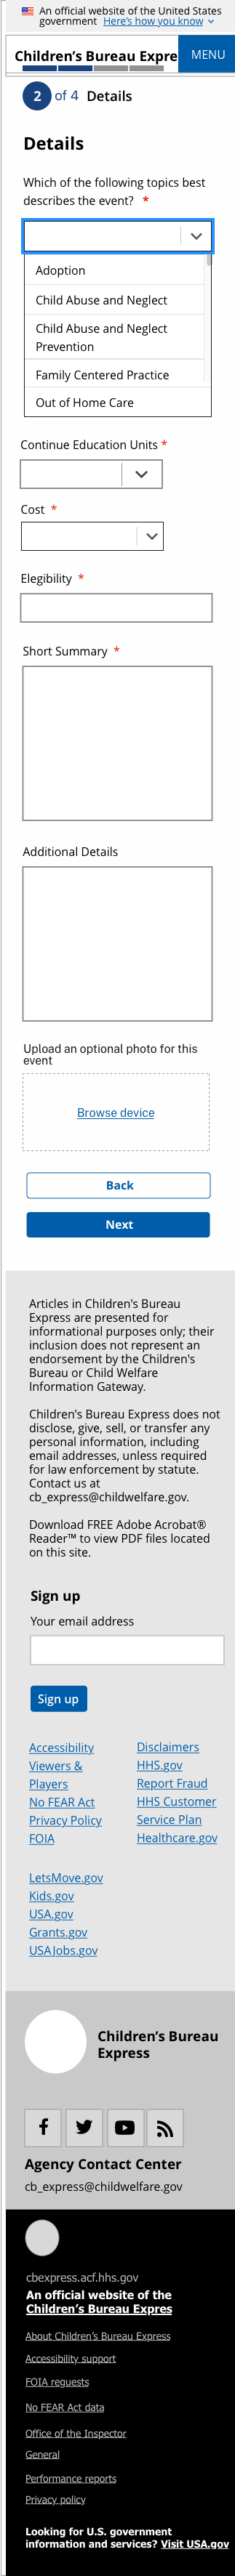 An official website of the United States
government Here's how you know
Children's Bureau Expre
MENU
2 of 4 Details
Details
Which of the following topics best
describes the event? *
Adoption
Child Abuse and Neglect
Child Abuse and Neglect
Prevention
Family Centered Practice
Out of Home Care
Continue Education Units *
Cost *
Elegibility *
Short Summary *
Additional Details
Upload an optional photo for this
event
Browse device
Back
Next
Articles in Children's Bureau
Express are presented for
informational purposes only; their
inclusion does not represent an
endorsement by the Children's
Bureau or Child Welfare
Information Gateway.
Children's Bureau Express does not
disclose, give, sell, or transfer any
personal information, including
email addresses, unless required
for law enforcement by statute.
Contact us at
cb_express@childwelfare.gov.
Download FREE Adobe Acrobat®
Reader™ to view PDF files located
on this site.
Sign up
Your email address
Sign up
Accessibility
Viewers &
Players
No FEAR Act
Privacy Policy
FOIA
Disclaimers
HHS.gov
Report Fraud
HHS Customer
Service Plan
Healthcare.gov
LetsMove.gov
Kids.gov
USA.gov
Grants.gov
USAJobs.gov
Children's Bureau
Express
Agency Contact Center
cb_express@childwelfare.gov
cbexpress.acf.hhs.gov
An official website of the
Children's Bureau Expres
About Children's Bureau Express
Accessibility support
FOIA requests
No FEAR Act data
Office of the Inspector
General
Performance reports
Privacy policy
Looking for U.S. government
information and services? Visit USA.gov